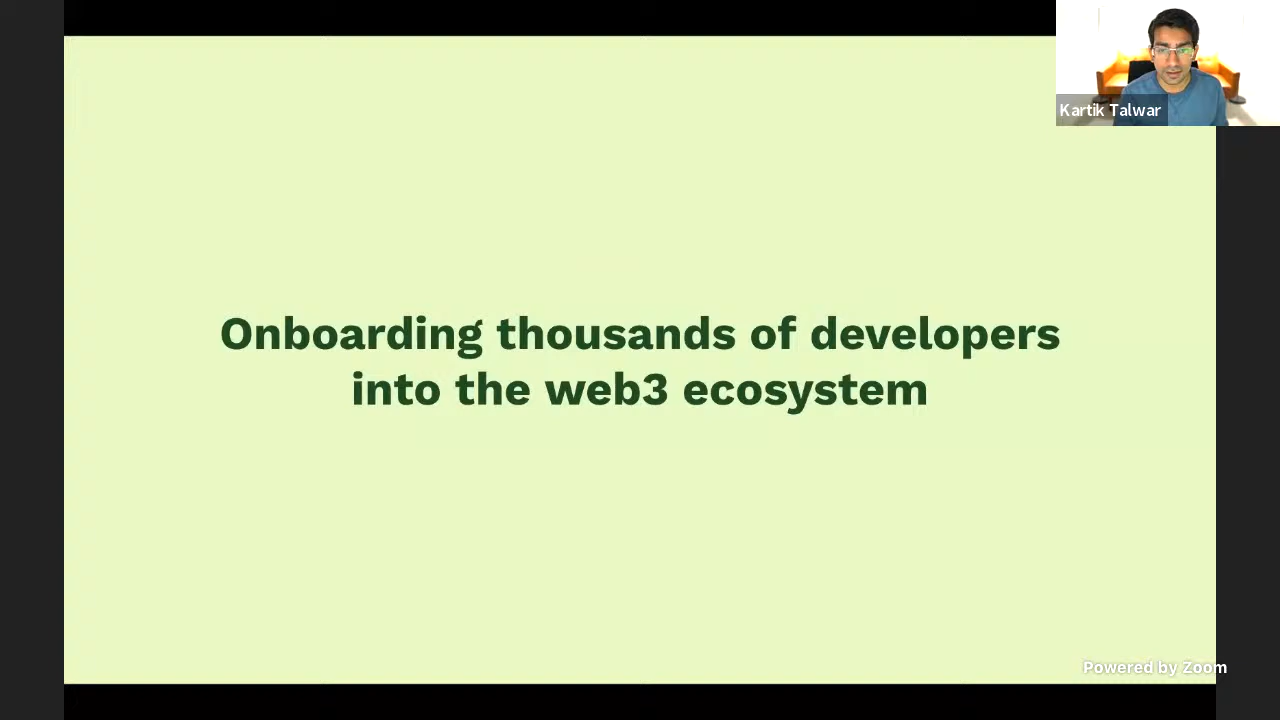 Kartik Talwar
Onboarding thousands of developers
into the web3 ecosystem
Powered by Zoom